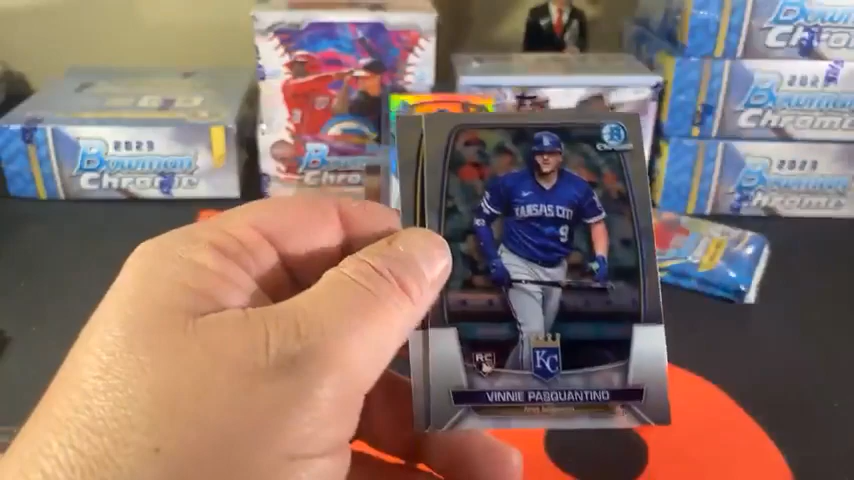 Bowman
2023
Bowman
Chrome
Bowman
Chrome
2023
Bowman
Chrome
2023
Bowman
Chrome
B
CHROME
KANSAS CITY
9
RC
KC
VINNIE PASQUANTINO